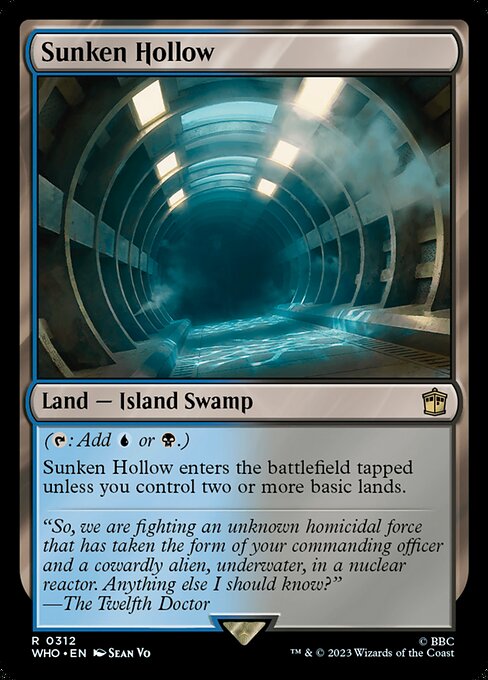 Sunken Hollow
Land — Island Swamp
(: Add or .)
Sunken Hollow enters the battlefield tapped
unless you control two or more basic lands.
“So, we are fighting an unknown homicidal force
that has taken the form of your commanding officer
and a cowardly alien, underwater, in a nuclear
reactor. Anything else I should know?”
—The Twelfth Doctor
R 0312
WHO • EN Sean Vo
© BBC
™ & © 2023 Wizards of the Coast